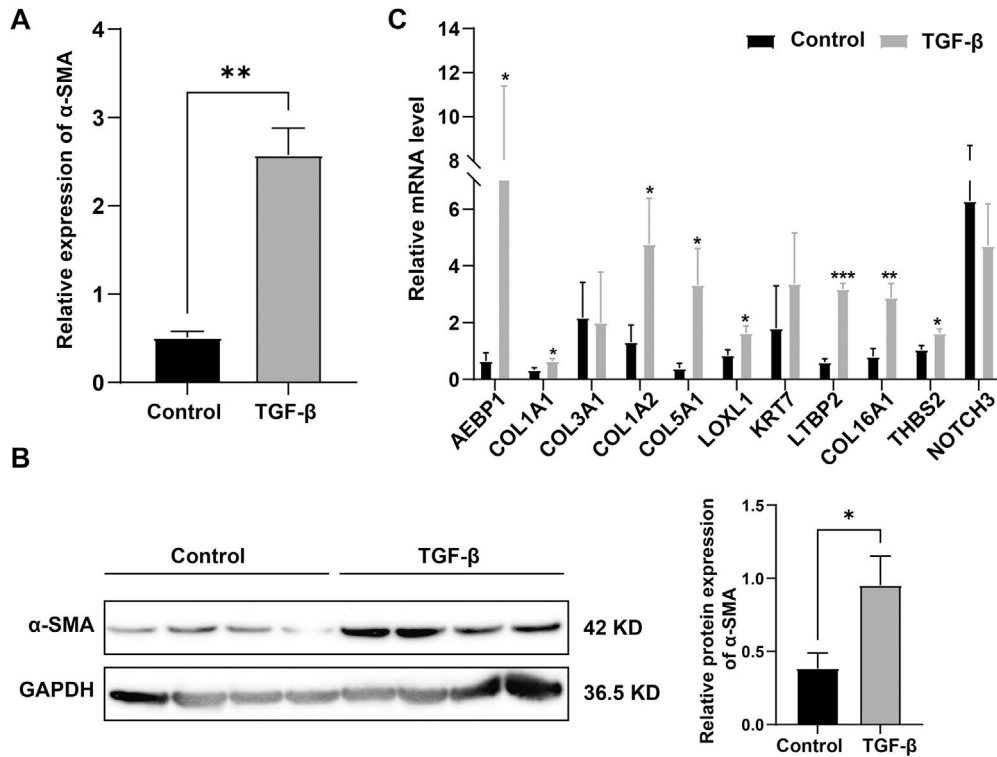 A
Relative expression of α-SMA
4
3
2
1
0
**
Control
TGF-β
C
Relative mRNA level
14
12
10
8
6
4
2
0
Control
TGF-β
*
*
*
*
*
***
**
*
AEBP1
COL1A1
COL3A1
COL1A2
COL5A1
LOXL1
KRT7
LTBP2
COL16A1
THBS2
NOTCH3
B
Control
TGF-β
α-SMA
42 KD
GAPDH
36.5 KD
Relative protein expression
of α-SMA
1.5
1.0
0.5
0.0
*
Control
TGF-β